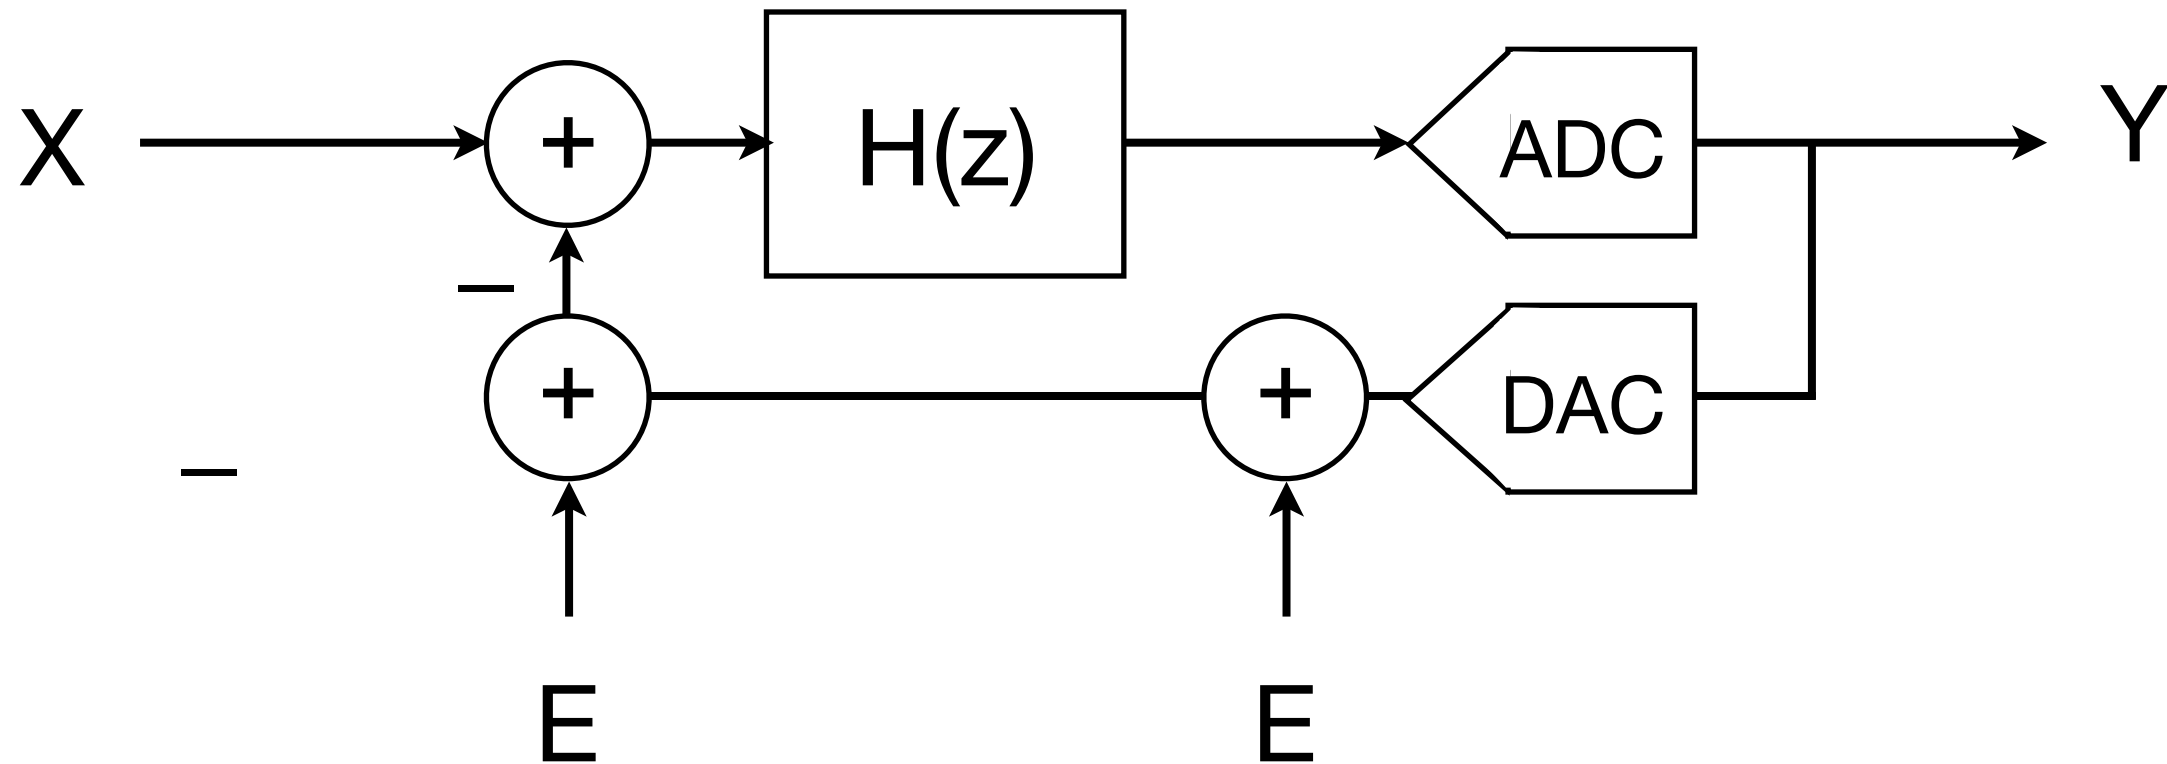 X
+
H(z)
ADC
Y
–
+
+
DAC
–
E
E